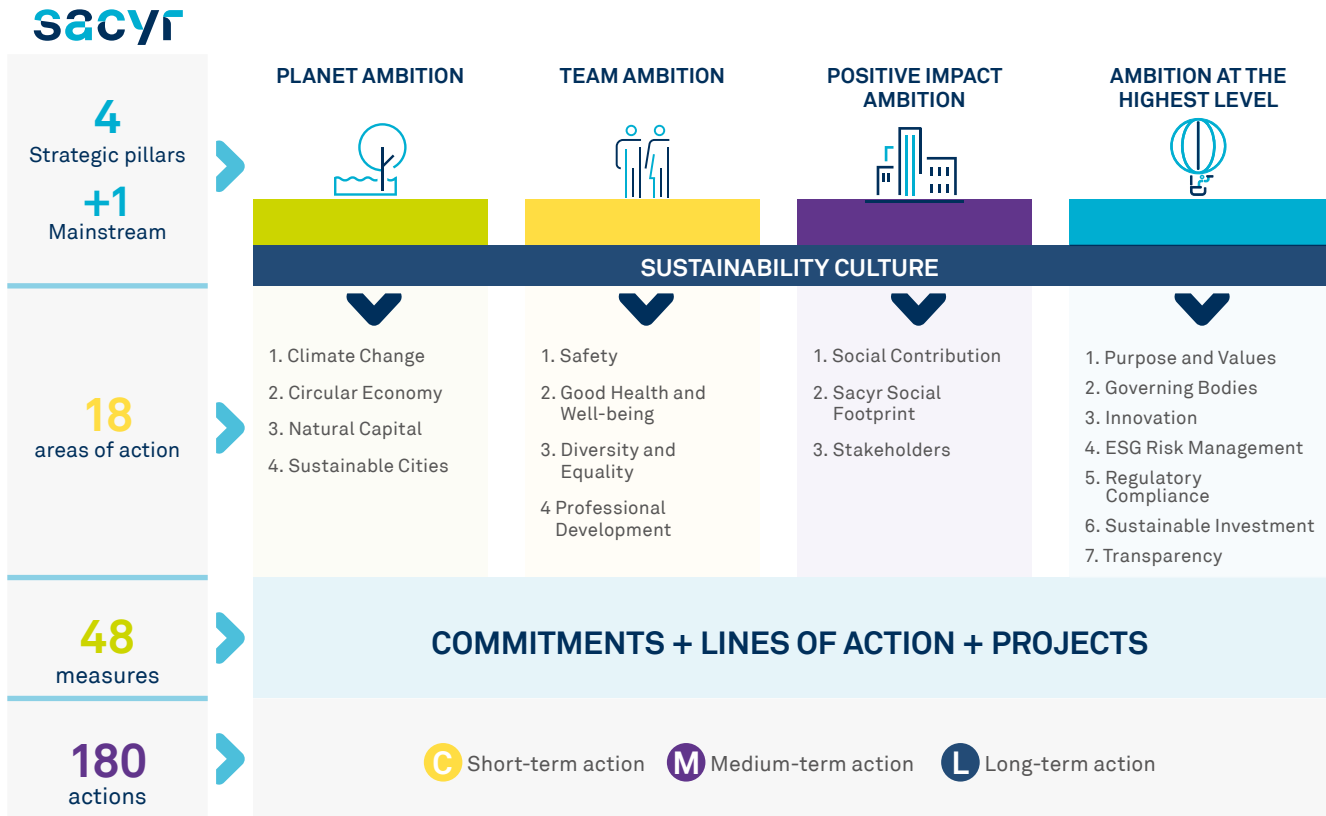 sacyr
4
Strategic pillars
+1
Mainstream
PLANET AMBITION
TEAM AMBITION
POSITIVE IMPACT
AMBITION
AMBITION AT THE
HIGHEST LEVEL
SUSTAINABILITY CULTURE
18
areas of action
1. Climate Change
2. Circular Economy
3. Natural Capital
4. Sustainable Cities
1. Safety
2. Good Health and
Well-being
3. Diversity and
Equality
4 Professional
Development
1. Social Contribution
2. Sacyr Social
Footprint
3. Stakeholders
1. Purpose and Values
2. Governing Bodies
3. Innovation
4. ESG Risk Management
5. Regulatory
Compliance
6. Sustainable Investment
7. Transparency
48
measures
COMMITMENTS + LINES OF ACTION + PROJECTS
180
actions
C Short-term action
M Medium-term action
L Long-term action